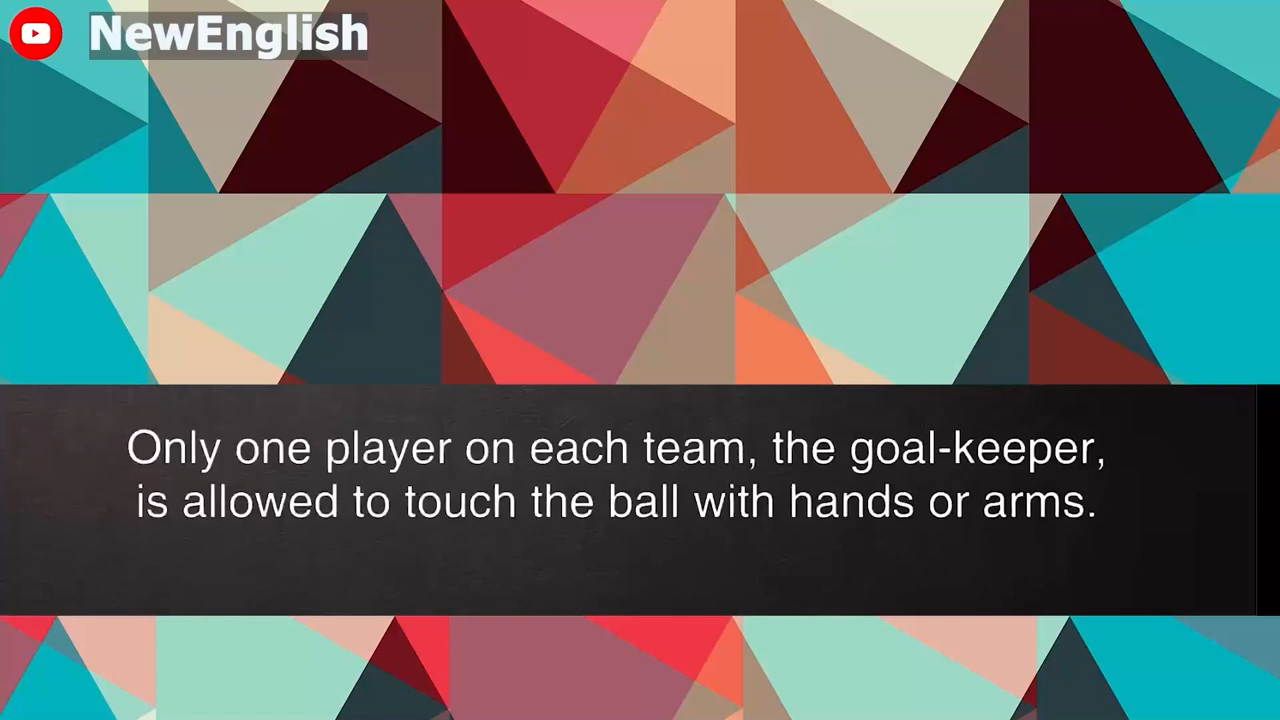 NewEnglish
Only one player on each team, the goal-keeper,
is allowed to touch the ball with hands or arms.